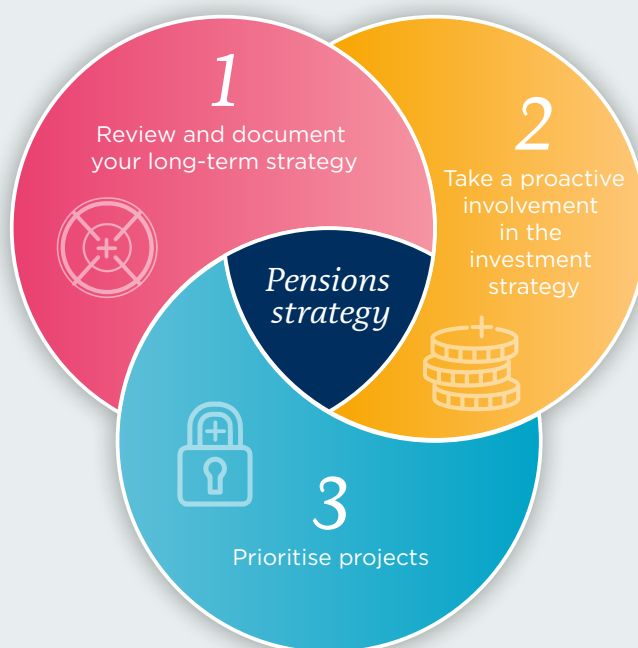 1
Review and document
your long-term strategy
2
Take a proactive
involvement
in the
investment
strategy
Pensions
strategy
3
Prioritise projects